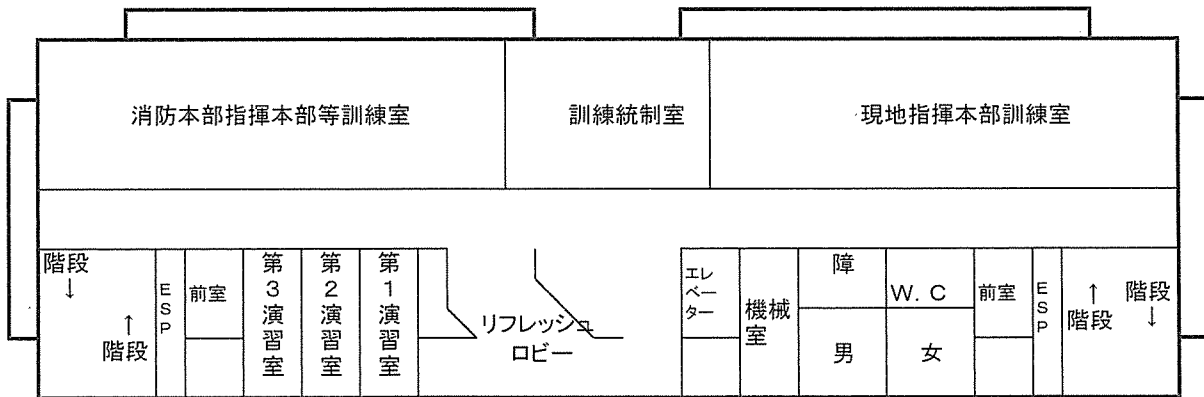 消防本部指揮本部等訓練室
訓練統制室
現地指揮本部訓練室
階段
↓
↑
階段
ESP
前室
第3演習室
第2演習室
第1演習室
リフレッシュ
ロビー
エレ
ベー
ター
機械
室
障
男
W.C
女
前室
ESP
↑
階段
階段
↓